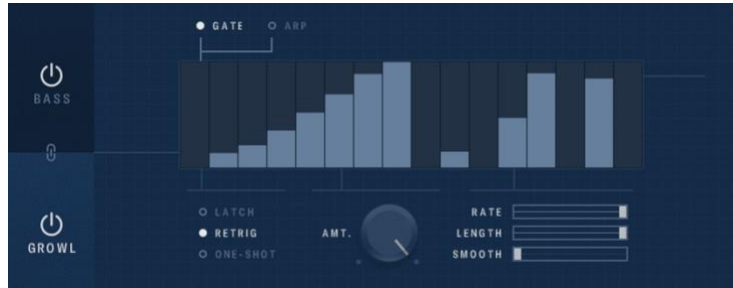 GATE ARP
BASS
LATCH
RETRIG
ONE-SHOT
AMT.
RATE
LENGTH
SMOOTH
GROWL